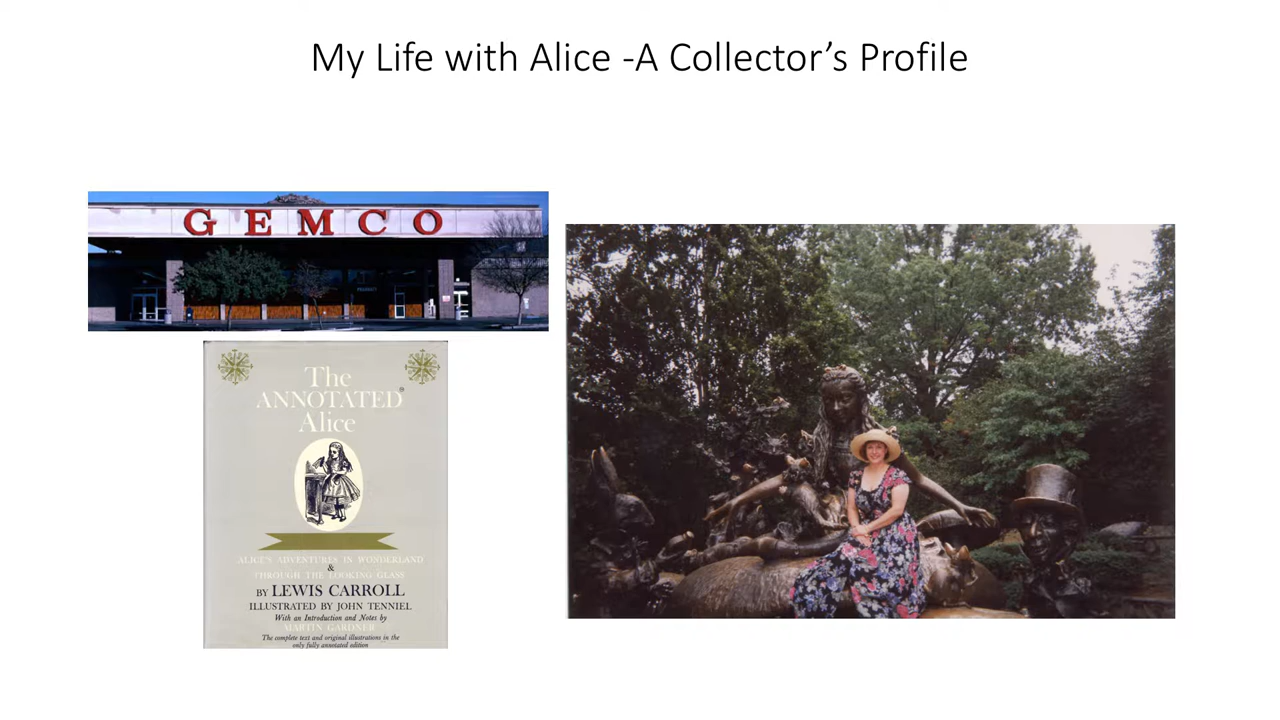 My Life with Alice -A Collector’s Profile
GEMCO
The
ANNOTATED
Alice
ALICE'S ADVENTURES IN WONDERLAND
&
THROUGH THE LOOKING GLASS
BY LEWIS CARROLL
ILLUSTRATED BY JOHN TENNIEL
With an Introduction and Notes by
MARTIN GARDNER
The complete text and original illustrations in the
only fully annotated edition